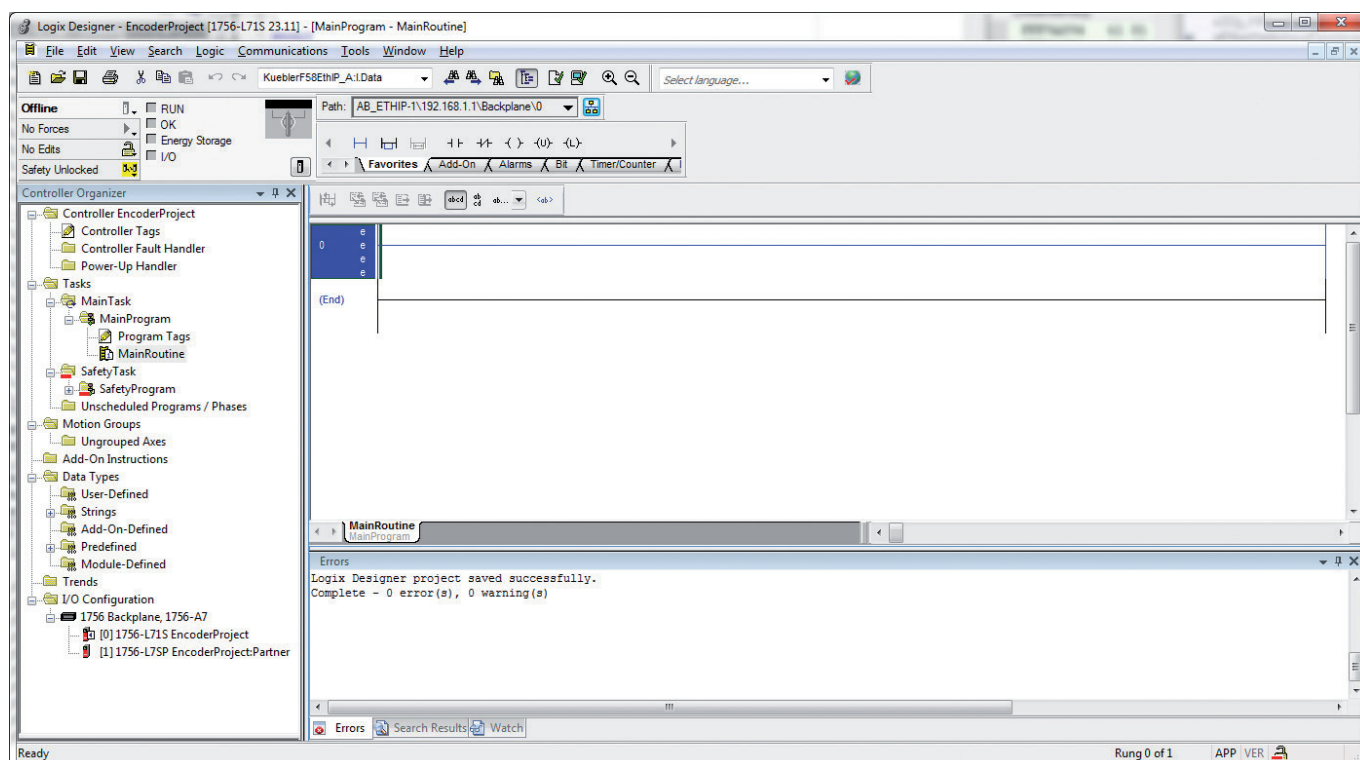 Logix Designer - EncoderProject [1756-L71S 23.11] - [MainProgram - MainRoutine]
File Edit View Search Logic Communications Tools Window Help
KueblerF58EthIP_A:I.Data
Select language...
Offline
RUN
No Forces
OK
Energy Storage
No Edits
I/O
Safety Unlocked
Path: AB_ETHIP-1\192.168.1.1\Backplane\0
Favorites Add-On Alarms Bit Timer/Counter
Controller Organizer
Controller EncoderProject
Controller Tags
Controller Fault Handler
Power-Up Handler
Tasks
MainTask
MainProgram
Program Tags
MainRoutine
SafetyTask
SafetyProgram
Unscheduled Programs / Phases
Motion Groups
Ungrouped Axes
Add-On Instructions
Data Types
User-Defined
Strings
Add-On-Defined
Predefined
Module-Defined
Trends
I/O Configuration
1756 Backplane, 1756-A7
[0] 1756-L71S EncoderProject
[1] 1756-L7SP EncoderProject:Partner
abcd ab cd ab... <ab>
e
0 e
e
e
(End)
MainRoutine
MainProgram
Errors
Logix Designer project saved successfully.
Complete - 0 error(s), 0 warning(s)
Errors Search Results Watch
Ready
Rung 0 of 1 APP VER